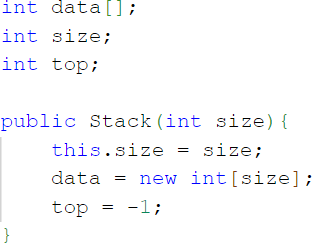 int data[];
int size;
int top;
public Stack(int size){
    this.size = size;
    data = new int[size];
    top = -1;
}